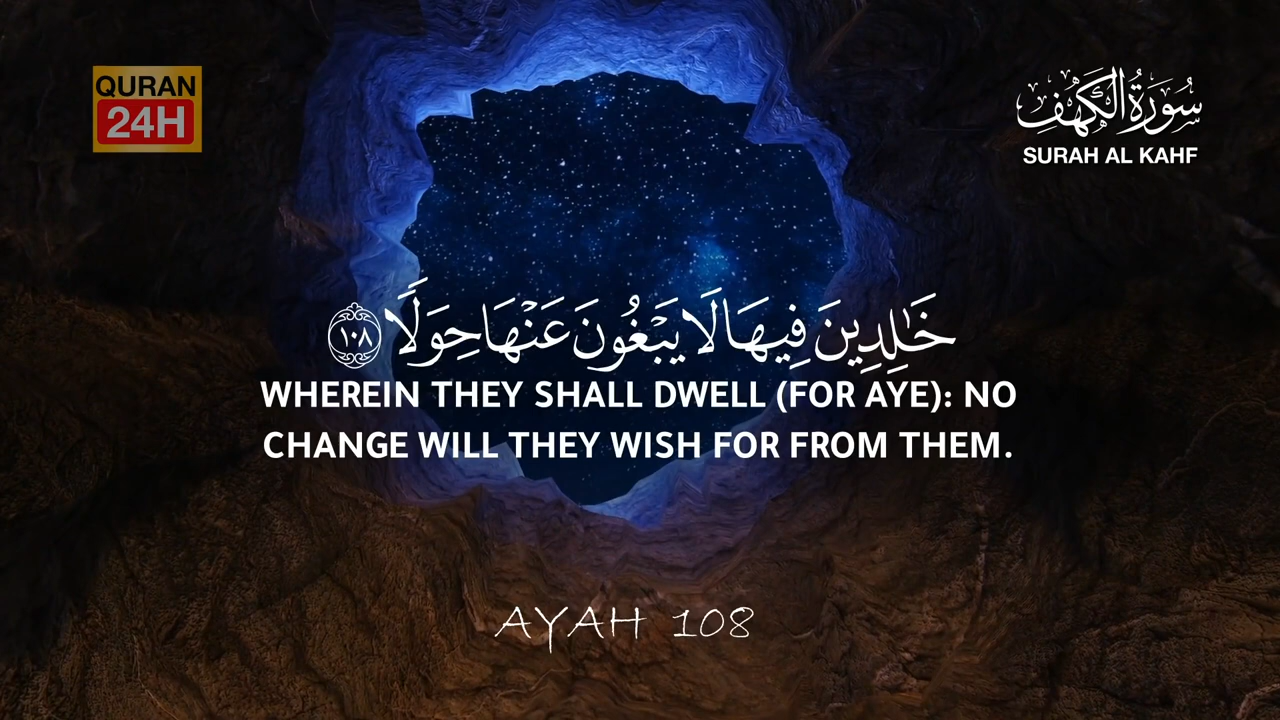 QURAN
24H
سُورَةُ الكَهْفِ
SURAH AL KAHF
خَٰلِدِينَ فِيهَا لَا يَبْغُونَ عَنْهَا حِوَلًا ١٠٨
WHEREIN THEY SHALL DWELL (FOR AYE): NO
CHANGE WILL THEY WISH FOR FROM THEM.
AYAH 108